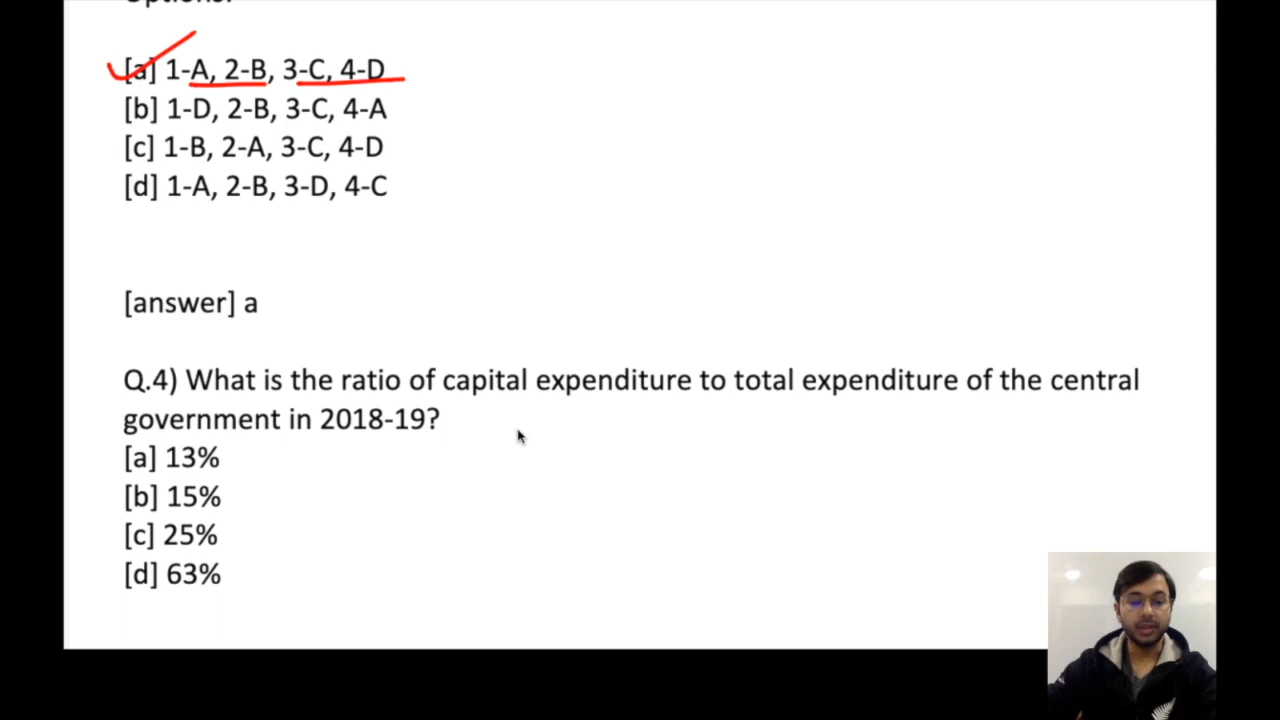 Options:
[a] 1-A, 2-B, 3-C, 4-D
[b] 1-D, 2-B, 3-C, 4-A
[c] 1-B, 2-A, 3-C, 4-D
[d] 1-A, 2-B, 3-D, 4-C
[answer] a
Q.4) What is the ratio of capital expenditure to total expenditure of the central
government in 2018-19?
[a] 13%
[b] 15%
[c] 25%
[d] 63%